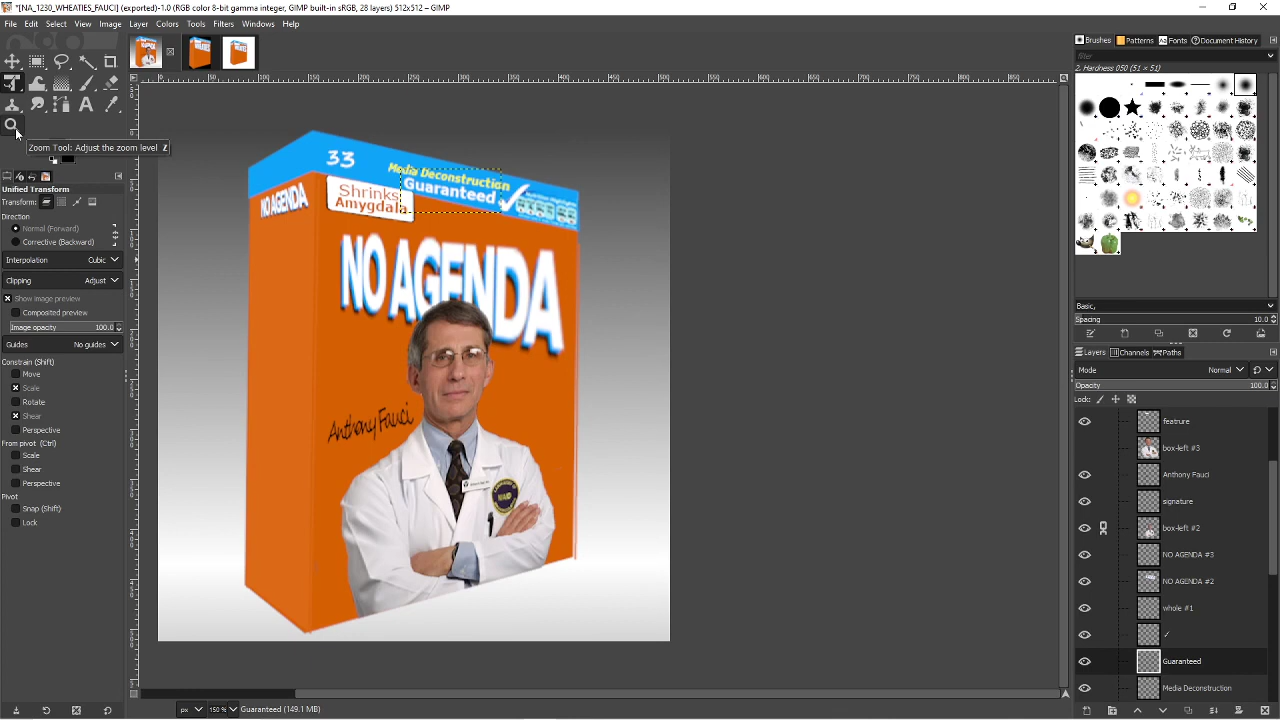 *[NA_1230_WHEATIES_FAUCI] (exported)-1.0 (RGB color 8-bit gamma integer, GIMP built-in sRGB, 28 layers) 512x512 – GIMP
File Edit Select View Image Layer Colors Tools Filters Windows Help
Brushes Patterns Fonts Document History
filter
2. Hardness 050 (51 × 51)
Zoom Tool: Adjust the zoom level Z
Unified Transform
Transform:
Direction
Normal (Forward)
Corrective (Backward)
Interpolation Cubic
Clipping Adjust
Show image preview
Composited preview
Image opacity 100.0
Guides No guides
Constrain (Shift)
Move
Scale
Rotate
Shear
Perspective
From pivot (Ctrl)
Scale
Shear
Perspective
Pivot
Snap (Shift)
Lock
33
Media Deconstruction
Guaranteed
Shrinks
Amygdala
NO AGENDA
NO AGENDA
Anthony Fauci
Basic,
Spacing 10.0
Layers Channels Paths
Mode Normal
Opacity 100.0
Lock:
featrure
box-left #3
Anthony Fauci
signature
box-left #2
NO AGENDA #3
NO AGENDA #2
whole #1
✓
Guaranteed
Media Deconstruction
px 150 % Guaranteed (149.1 MB)